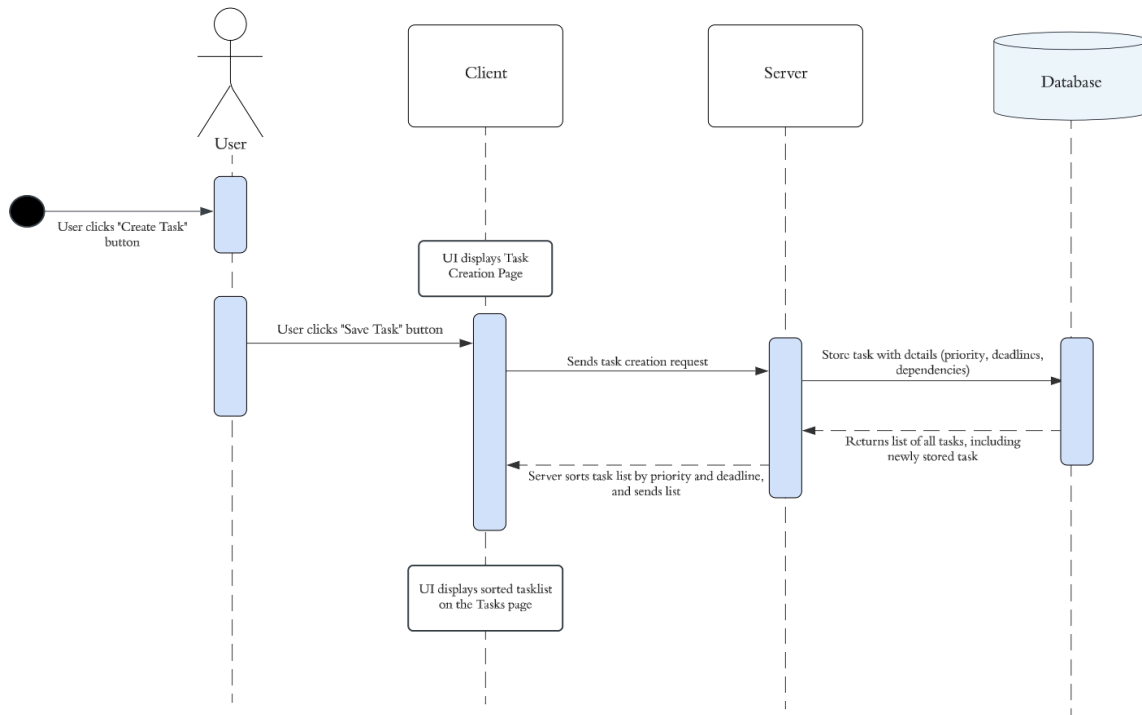 Client
Server
Database
User
User clicks "Create Task"
button
UI displays Task
Creation Page
User clicks "Save Task" button
Sends task creation request
Store task with details (priority, deadlines,
dependencies)
Returns list of all tasks, including
newly stored task
Server sorts task list by priority and deadline,
and sends list
UI displays sorted tasklist
on the Tasks page